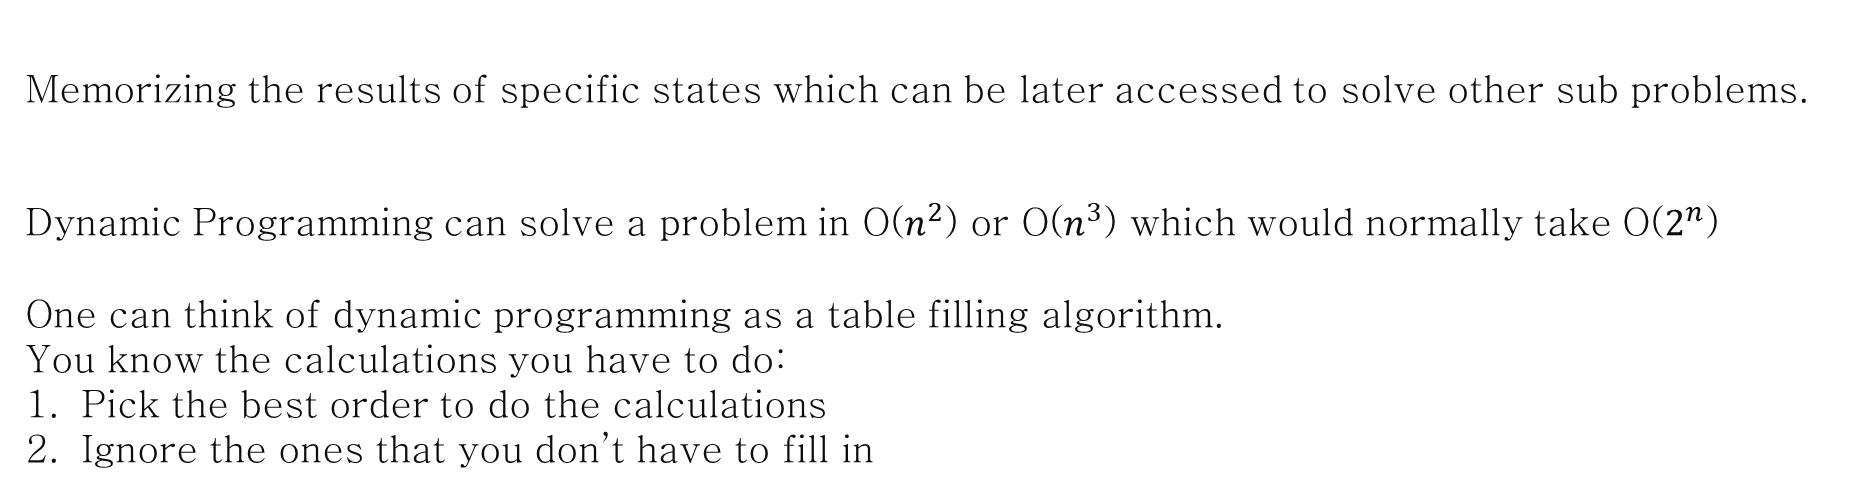 Memorizing the results of specific states which can be later accessed to solve other sub problems.
Dynamic Programming can solve a problem in O(n²) or O(n³) which would normally take O(2ⁿ)
One can think of dynamic programming as a table filling algorithm.
You know the calculations you have to do:
1. Pick the best order to do the calculations
2. Ignore the ones that you don’t have to fill in